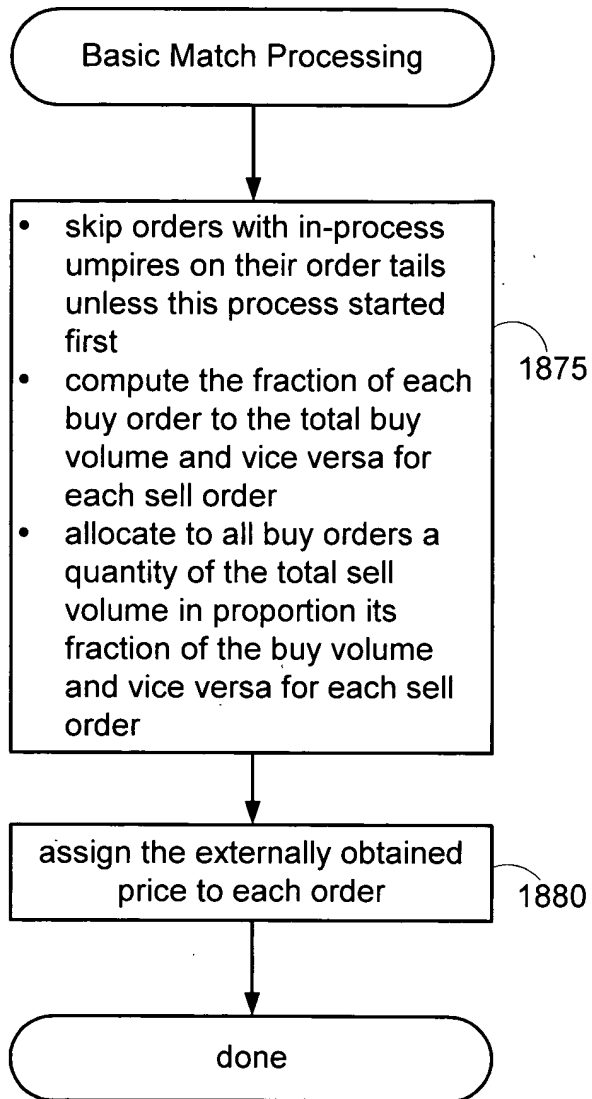 Basic Match Processing
• skip orders with in-process
umpires on their order tails
unless this process started
first
• compute the fraction of each
buy order to the total buy
volume and vice versa for
each sell order
• allocate to all buy orders a
quantity of the total sell
volume in proportion its
fraction of the buy volume
and vice versa for each sell
order
1875
assign the externally obtained
price to each order
1880
done